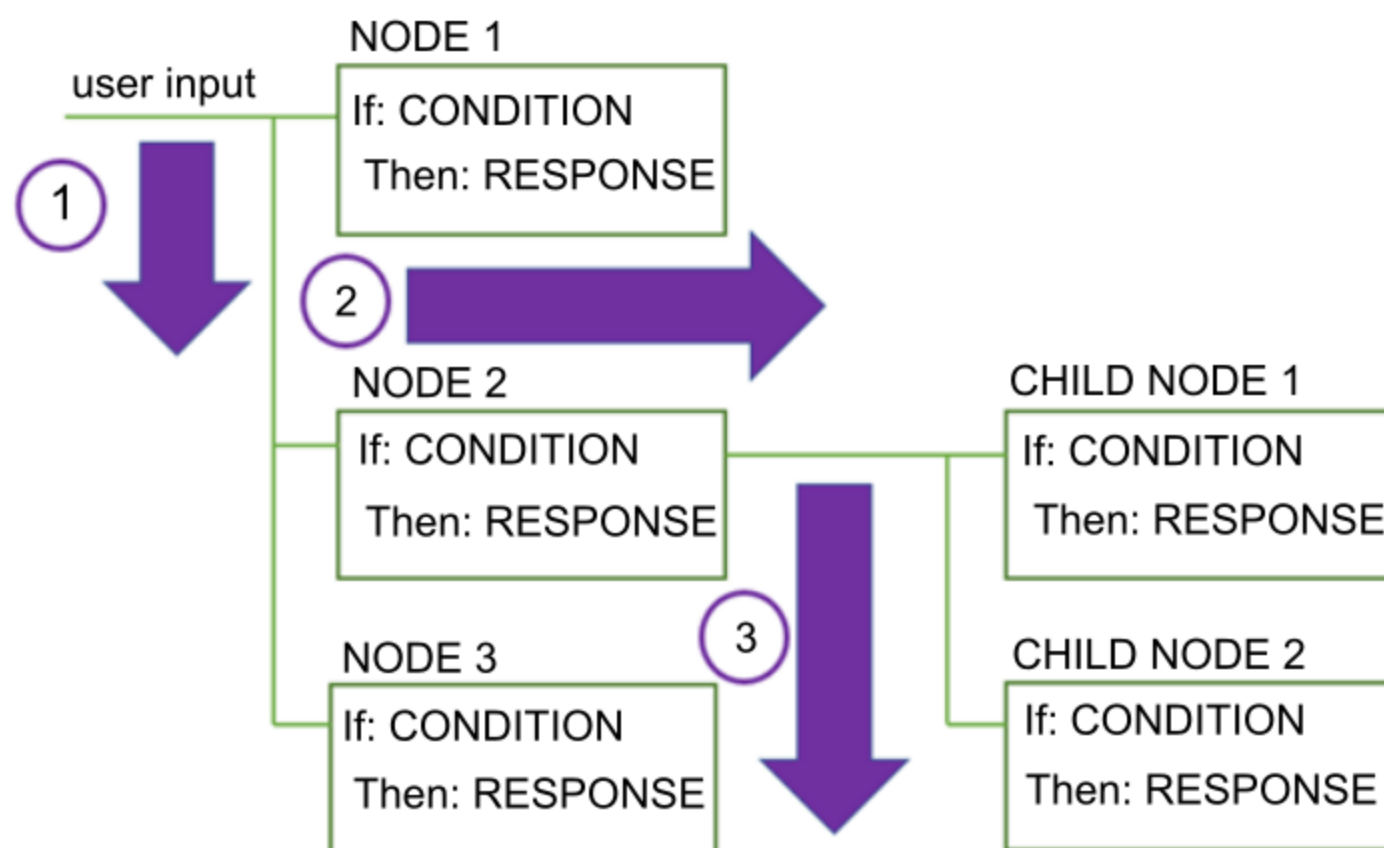 NODE 1
user input
If: CONDITION
Then: RESPONSE
1
2
NODE 2
CHILD NODE 1
If: CONDITION
If: CONDITION
Then: RESPONSE
Then: RESPONSE
3
NODE 3
CHILD NODE 2
If: CONDITION
If: CONDITION
Then: RESPONSE
Then: RESPONSE